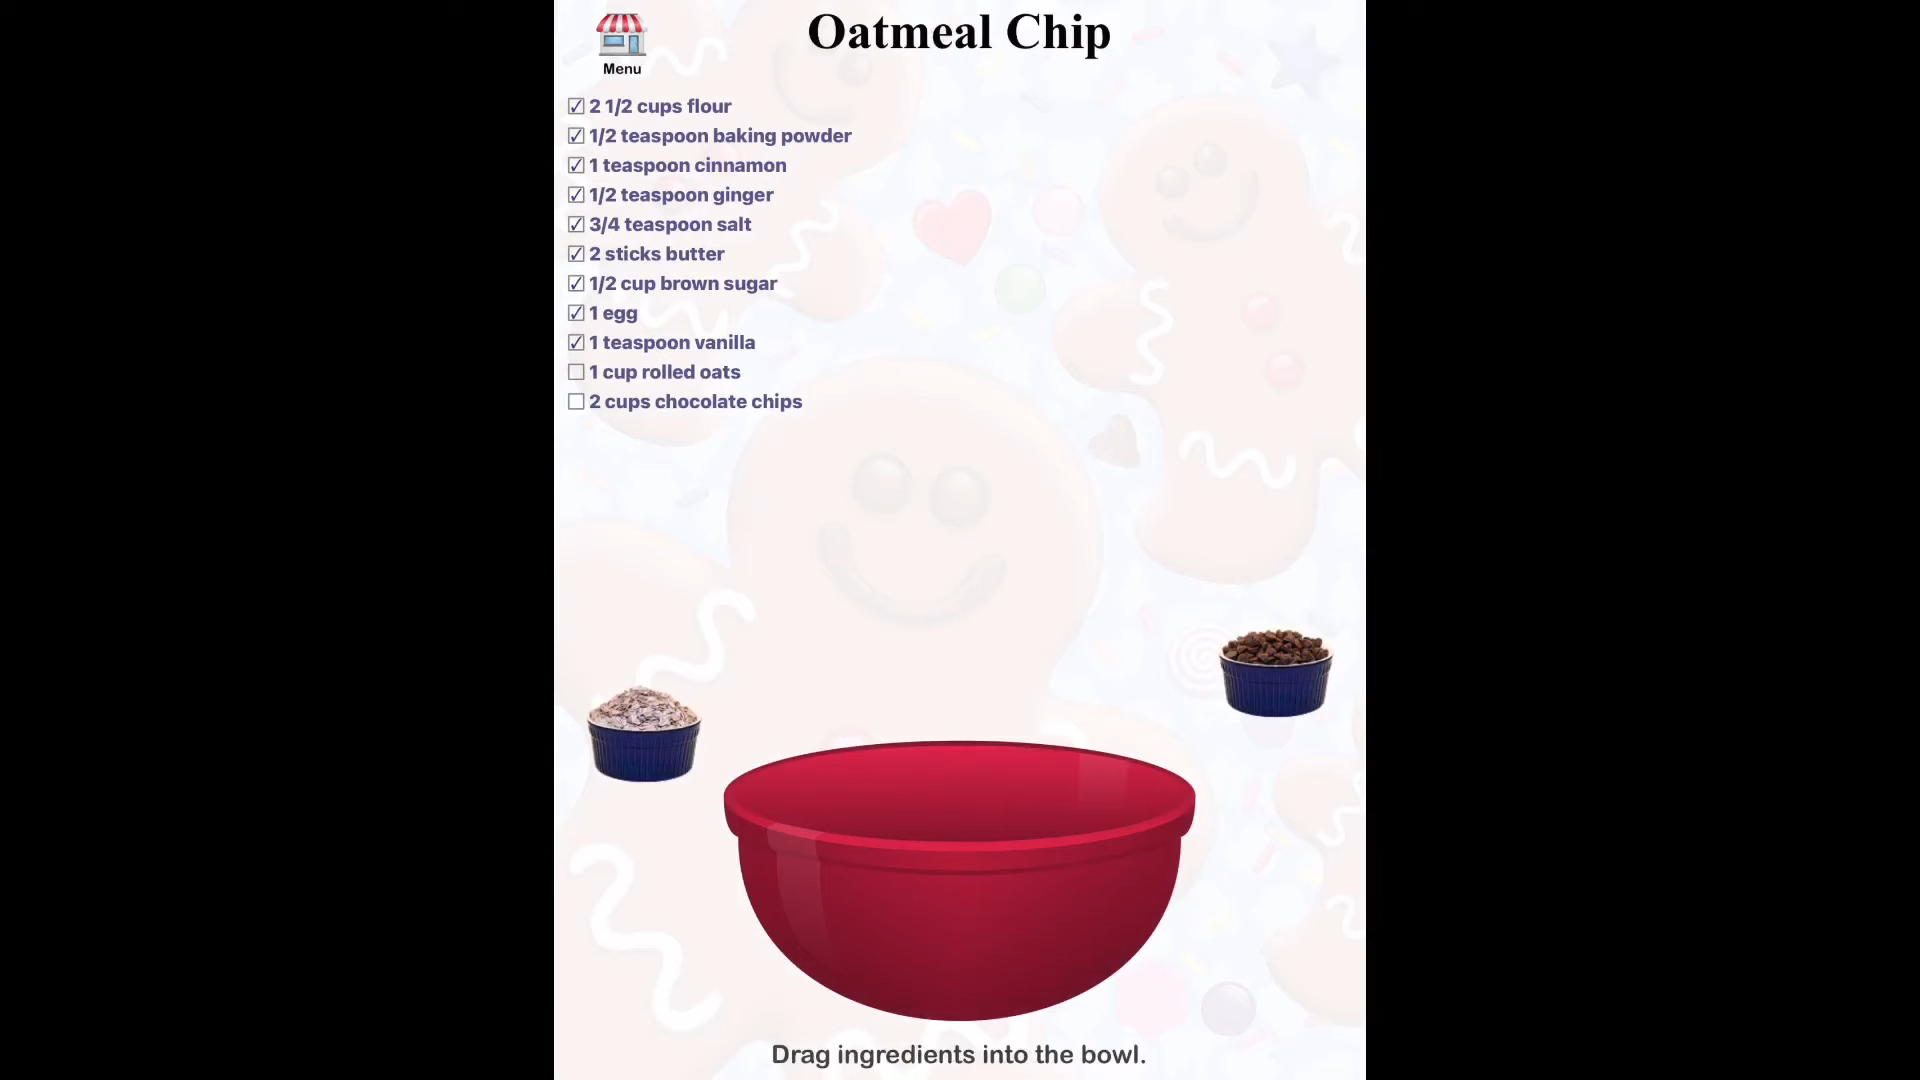 Oatmeal Chip
Menu
☑ 2 1/2 cups flour
☑ 1/2 teaspoon baking powder
☑ 1 teaspoon cinnamon
☑ 1/2 teaspoon ginger
☑ 3/4 teaspoon salt
☑ 2 sticks butter
☑ 1/2 cup brown sugar
☑ 1 egg
☑ 1 teaspoon vanilla
☐ 1 cup rolled oats
☐ 2 cups chocolate chips
Drag ingredients into the bowl.